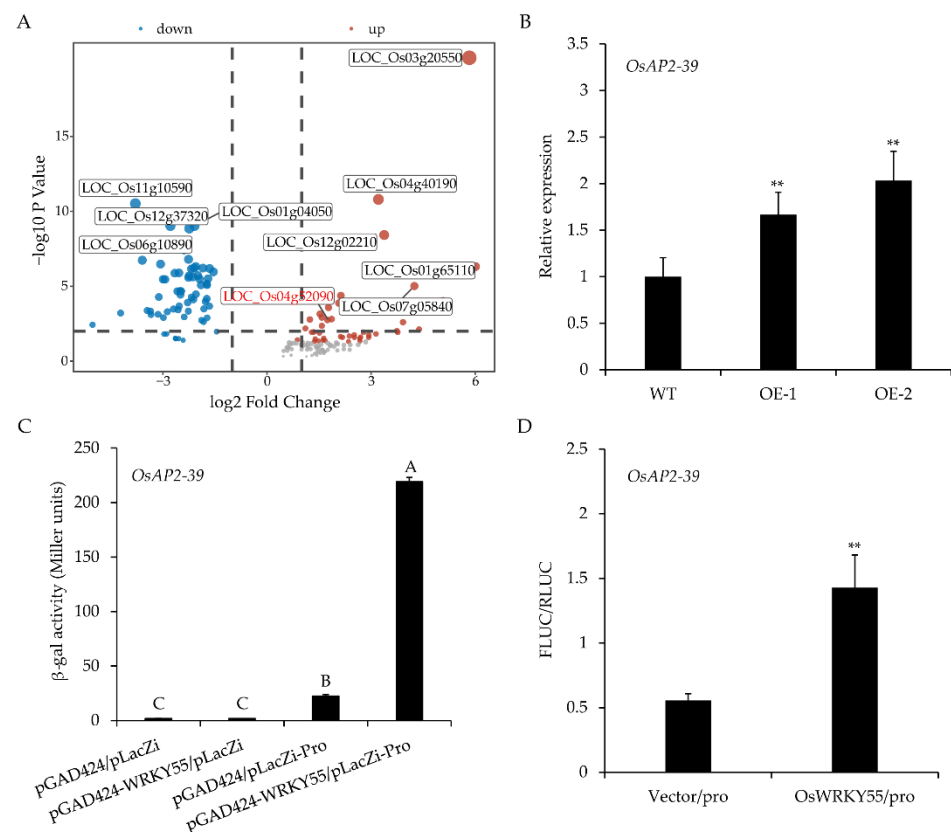 A
down
up
LOC_Os03g20550
15
LOC_Os11g10590
LOC_Os04g40190
10
LOC_Os12g37320
LOC_Os01g04050
LOC_Os06g10890
LOC_Os12g02210
LOC_Os01g65110
5
LOC_Os04g52090
LOC_Os07g05840
0
−log10 P Value
−3
0
3
6
log2 Fold Change
B
3.5
OsAP2-39
3
2.5
**
2
**
1.5
1
0.5
0
Relative expression
WT
OE-1
OE-2
C
250
A
OsAP2-39
200
150
100
50
B
C
C
0
β-gal activity (Miller units)
pGAD424/pLacZi
pGAD424-WRKY55/pLacZi
pGAD424/pLacZi-Pro
pGAD424-WRKY55/pLacZi-Pro
D
2.5
OsAP2-39
2
**
1.5
1
0.5
0
FLUC/RLUC
Vector/pro
OsWRKY55/pro